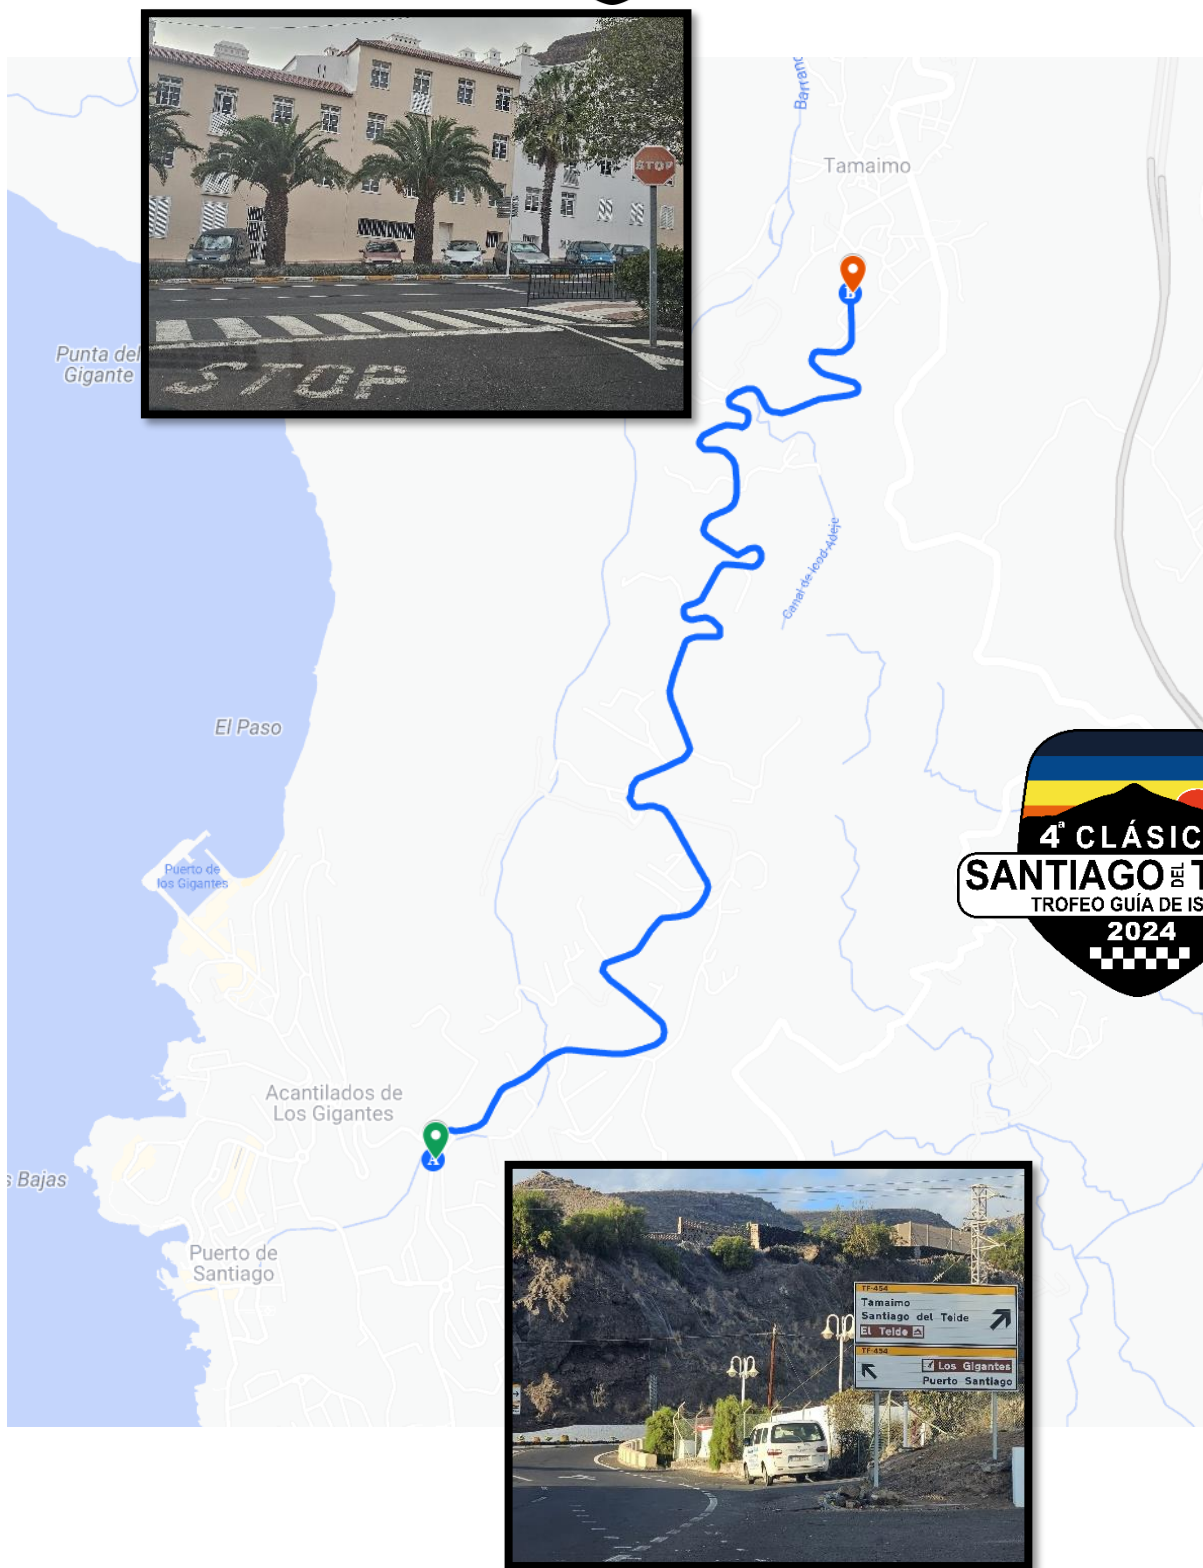 STOP
STOP
Barranc
Tamaimo
Punta del
Gigante
B
Canal de Icod-Adeje
El Paso
Puerto de
los Gigantes
4ª CLÁSIC
SANTIAGO DEL T
TROFEO GUÍA DE IS
2024
Acantilados de
Los Gigantes
A
s Bajas
Puerto de
Santiago
TF-454
Tamaimo
Santiago del Teide
El Teide
TF-454
Los Gigantes
Puerto Santiago